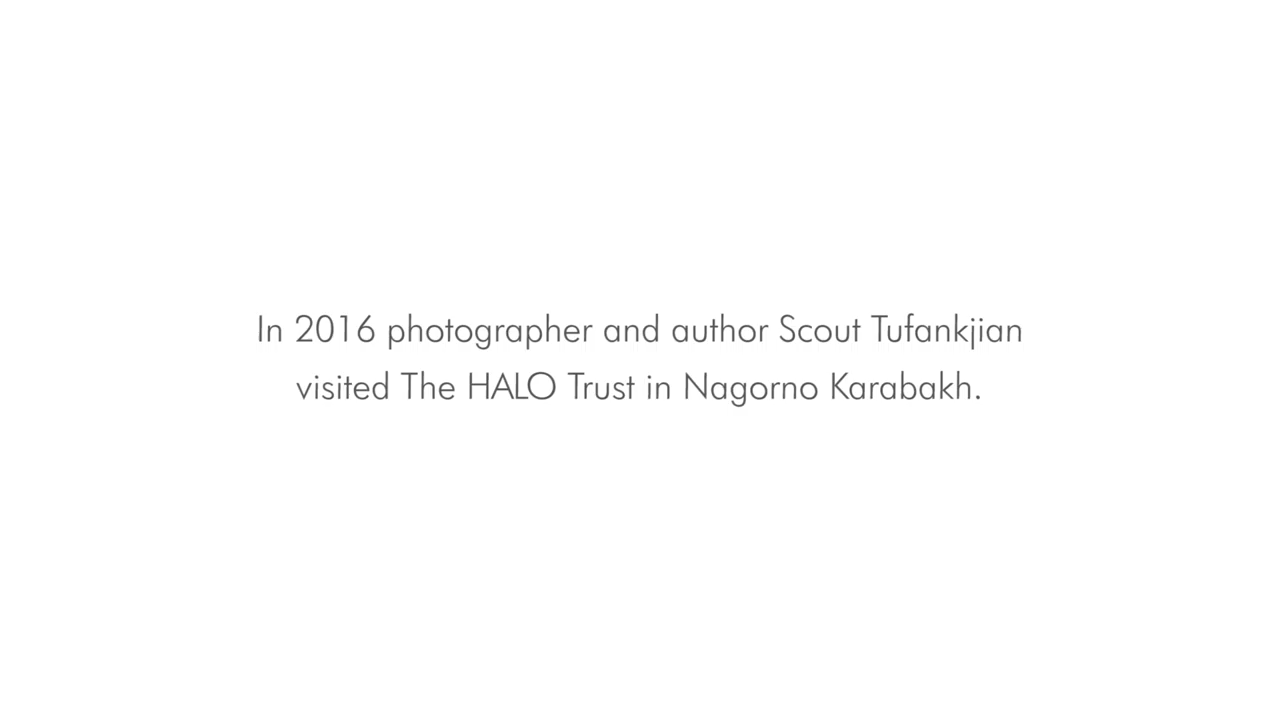 In 2016 photographer and author Scout Tufankjian
visited The HALO Trust in Nagorno Karabakh.